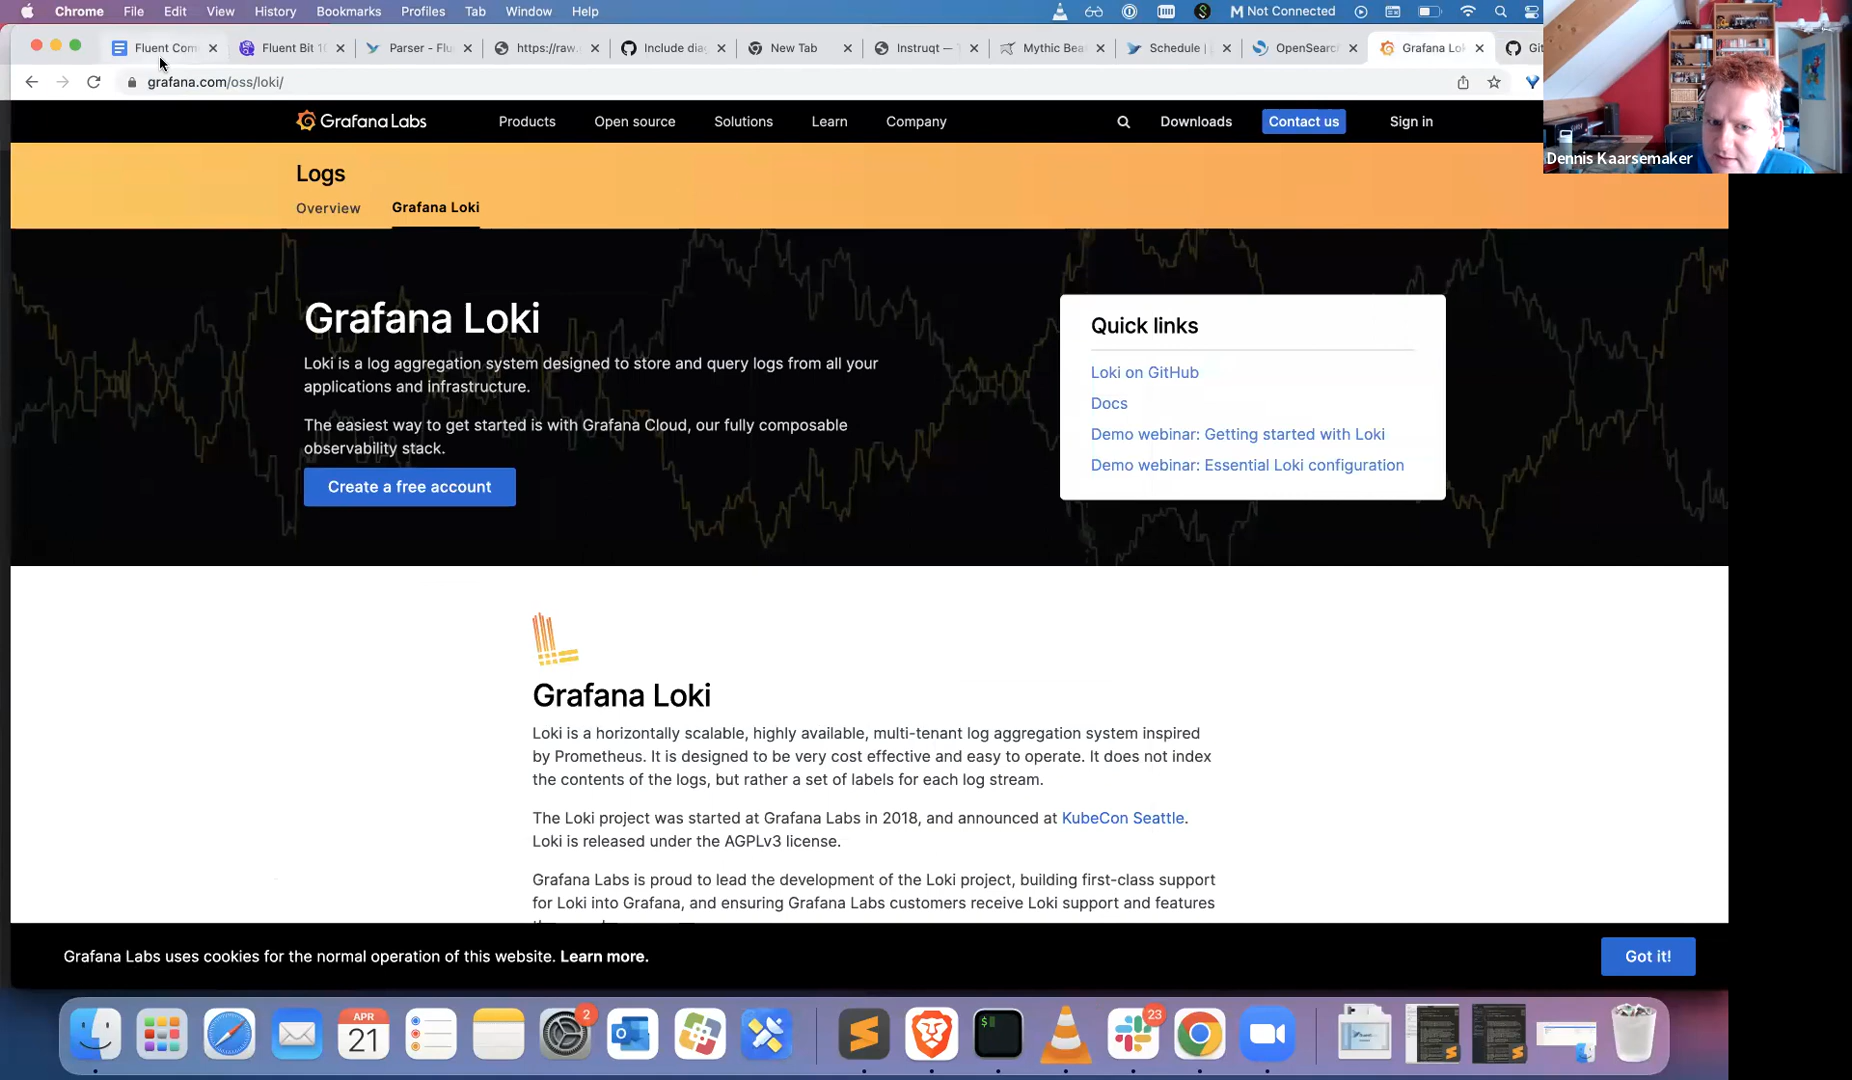 Chrome File Edit View History Bookmarks Profiles Tab Window Help
Not Connected
Fluent Com
Fluent Bit 1
Parser - Flu
https://raw.
Include dia
New Tab
Instruqt —
Mythic Bea
Schedule |
OpenSearc
Grafana Lo
Git
grafana.com/oss/loki/
Grafana Labs
Products Open source Solutions Learn Company
Downloads Contact us Sign in
Dennis Kaarsemaker
Logs
Overview Grafana Loki
Grafana Loki
Loki is a log aggregation system designed to store and query logs from all your
applications and infrastructure.
The easiest way to get started is with Grafana Cloud, our fully composable
observability stack.
Create a free account
Quick links
Loki on GitHub
Docs
Demo webinar: Getting started with Loki
Demo webinar: Essential Loki configuration
Grafana Loki
Loki is a horizontally scalable, highly available, multi-tenant log aggregation system inspired
by Prometheus. It is designed to be very cost effective and easy to operate. It does not index
the contents of the logs, but rather a set of labels for each log stream.
The Loki project was started at Grafana Labs in 2018, and announced at KubeCon Seattle.
Loki is released under the AGPLv3 license.
Grafana Labs is proud to lead the development of the Loki project, building first-class support
for Loki into Grafana, and ensuring Grafana Labs customers receive Loki support and features
Grafana Labs uses cookies for the normal operation of this website. Learn more.
Got it!
APR
21
2
23